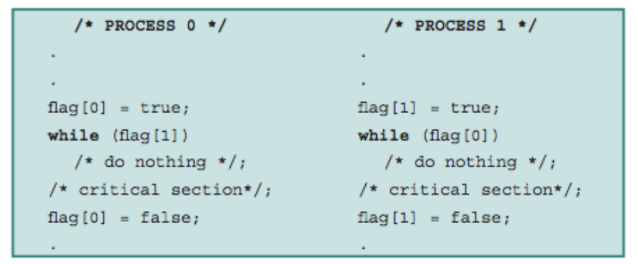 /* PROCESS 0 */
.
.
flag[0] = true;
while (flag[1])
/* do nothing */;
/* critical section*/;
flag[0] = false;
.
/* PROCESS 1 */
.
.
flag[1] = true;
while (flag[0])
/* do nothing */;
/* critical section*/;
flag[1] = false;
.